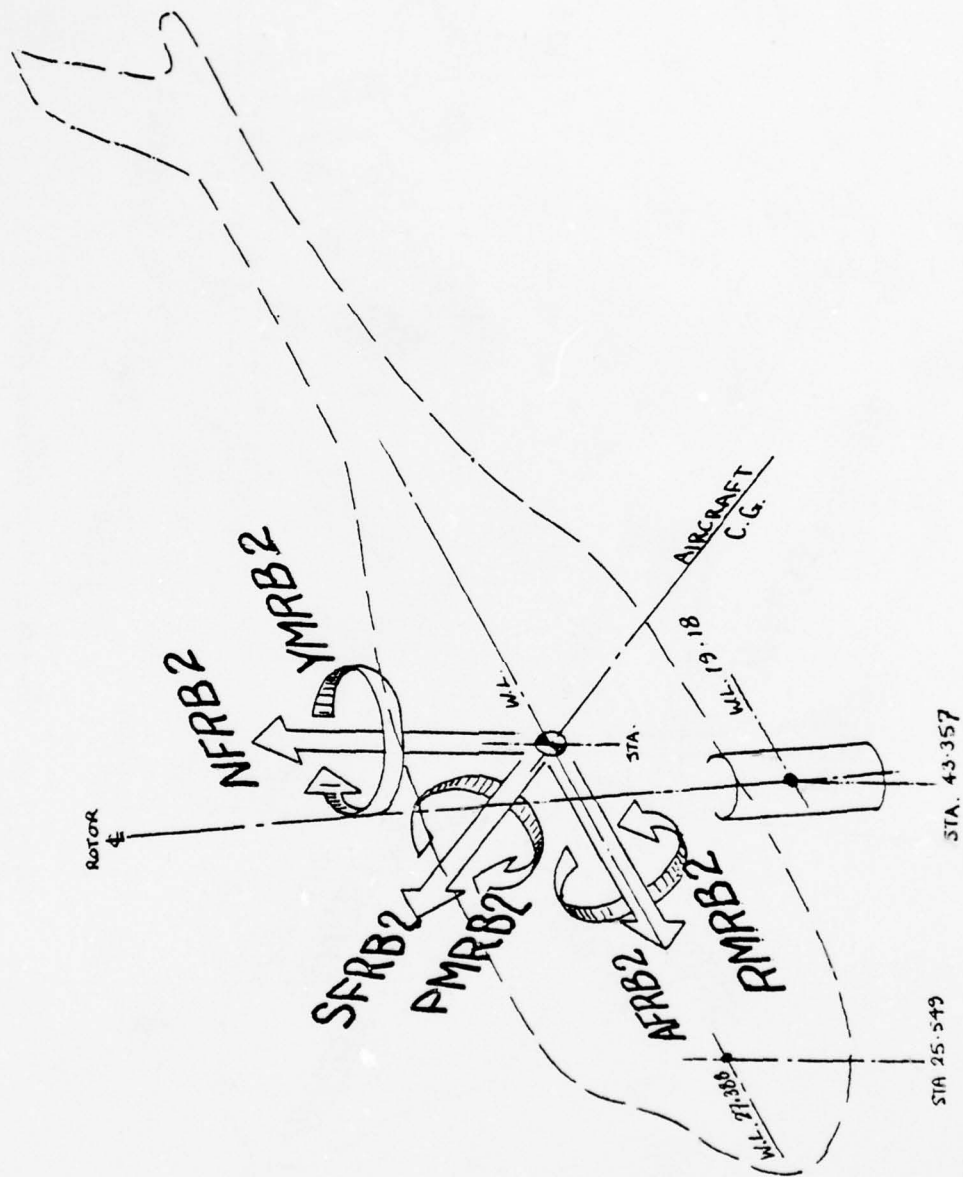 ROTOR
℄
NFRB2
YMRB2
SFRB2
PMRB2
W.L.
STA.
AFRB2
RMRB2
AIRCRAFT
C.G.
W.L. 19.18
W.L. 27.388
STA. 43.357
STA 25.549